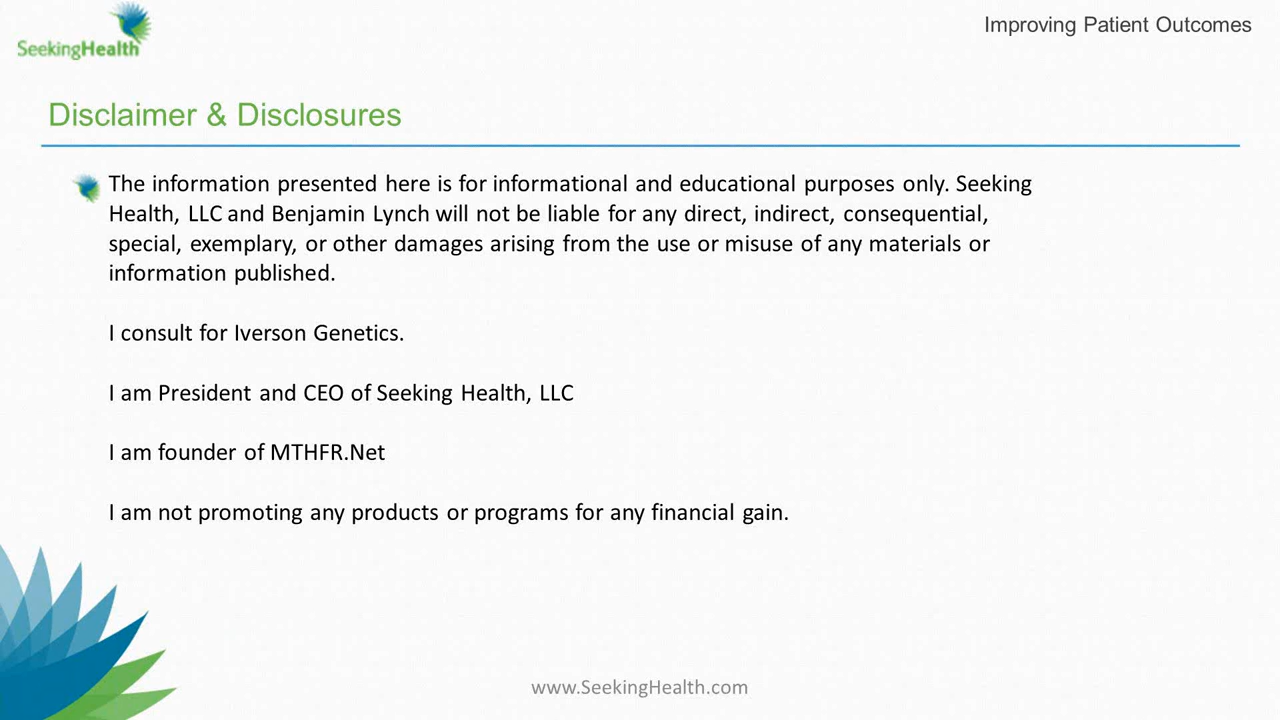 SeekingHealth
Improving Patient Outcomes
Disclaimer & Disclosures
The information presented here is for informational and educational purposes only. Seeking
Health, LLC and Benjamin Lynch will not be liable for any direct, indirect, consequential,
special, exemplary, or other damages arising from the use or misuse of any materials or
information published.
I consult for Iverson Genetics.
I am President and CEO of Seeking Health, LLC
I am founder of MTHFR.Net
I am not promoting any products or programs for any financial gain.
www.SeekingHealth.com